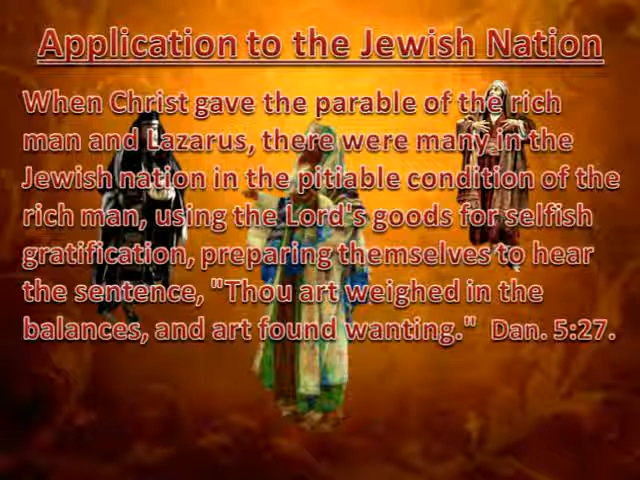 Application to the Jewish Nation
When Christ gave the parable of the rich
man and Lazarus, there were many in the
Jewish nation in the pitiable condition of the
rich man, using the Lord's goods for selfish
gratification, preparing themselves to hear
the sentence, "Thou art weighed in the
balances, and art found wanting."  Dan. 5:27.